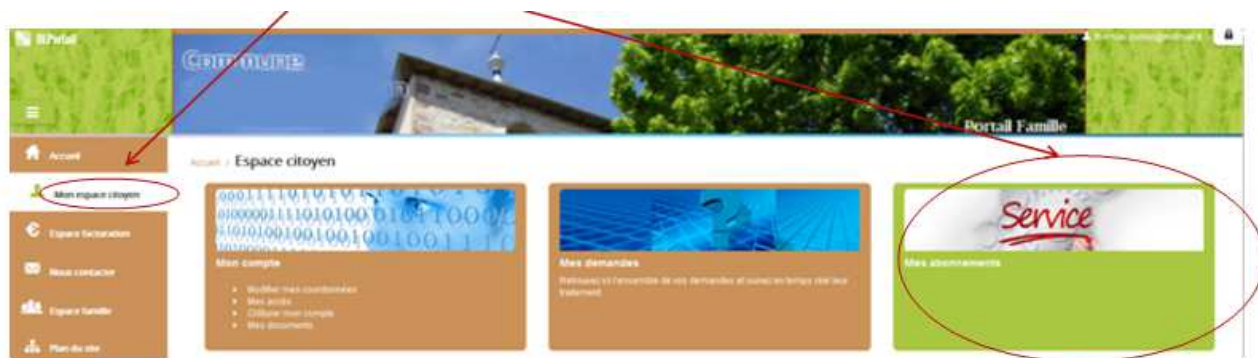 BLPortail
Commune
Portail Famille
Accueil
Accueil / Espace citoyen
Mon espace citoyen
Espace facturation
Nous contacter
Espace famille
Plan du site
Mon compte
Modifier mes coordonnées
Mes accès
Clôturer mon compte
Mes documents
Mes demandes
Retrouvez ici l'ensemble de vos demandes et suivez en temps réel leur
traitement
Service
Mes abonnements